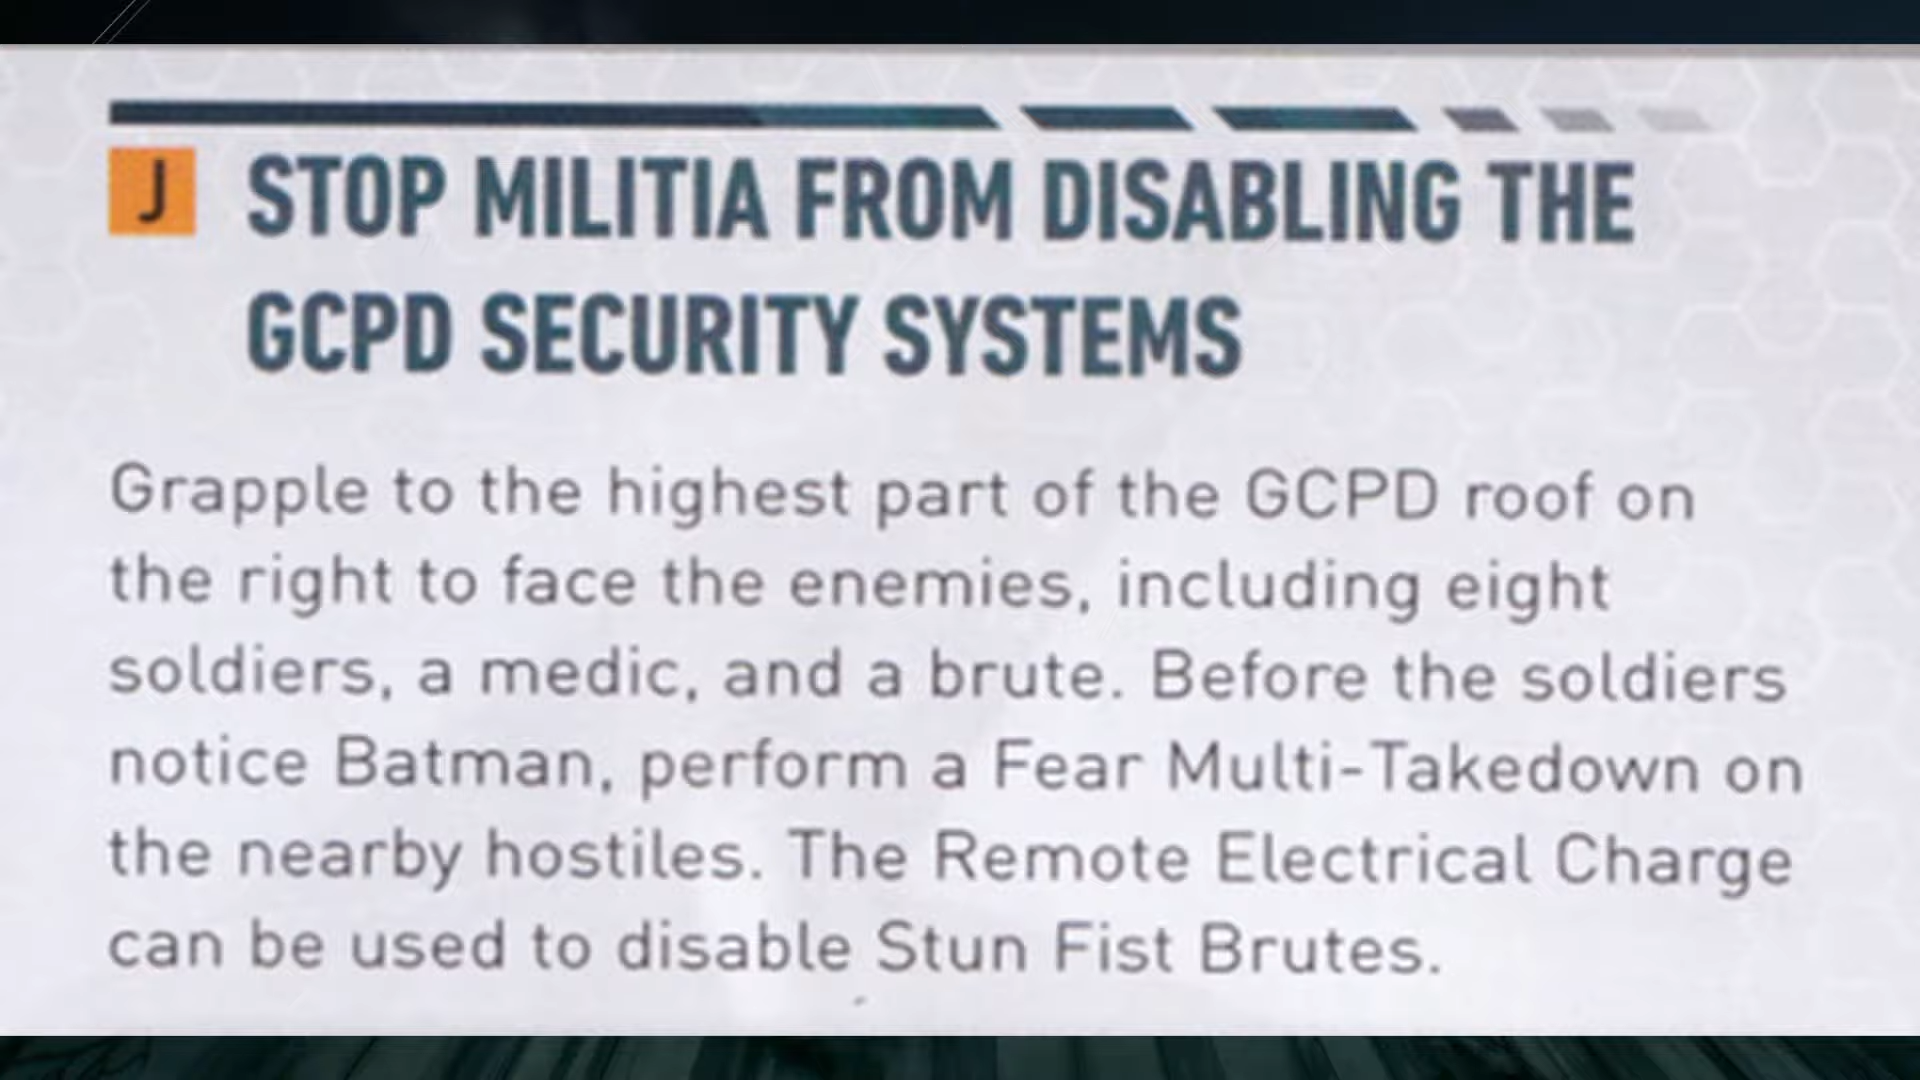 J STOP MILITIA FROM DISABLING THE
GCPD SECURITY SYSTEMS
Grapple to the highest part of the GCPD roof on
the right to face the enemies, including eight
soldiers, a medic, and a brute. Before the soldiers
notice Batman, perform a Fear Multi-Takedown on
the nearby hostiles. The Remote Electrical Charge
can be used to disable Stun Fist Brutes.